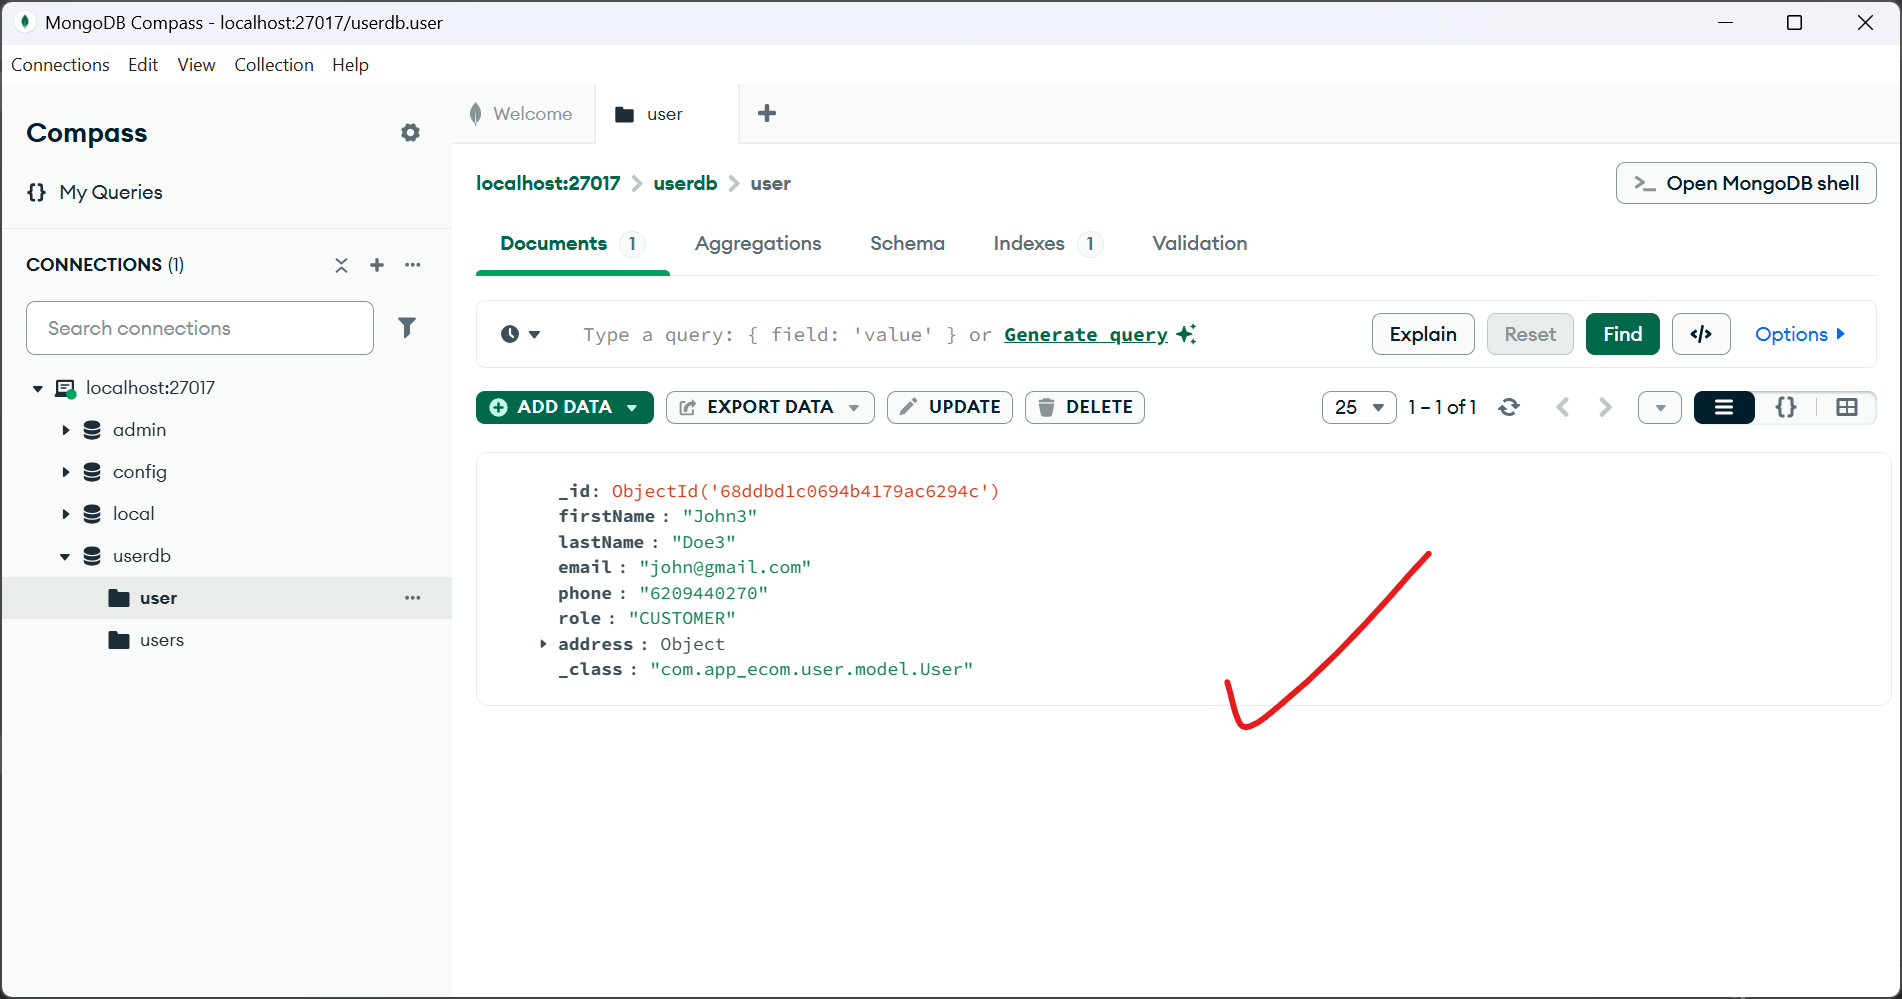 MongoDB Compass - localhost:27017/userdb.user
Connections Edit View Collection Help
Compass
Welcome
user
{} My Queries
localhost:27017 > userdb > user
>_ Open MongoDB shell
Documents 1 Aggregations Schema Indexes 1 Validation
CONNECTIONS (1)
Search connections
Type a query: { field: 'value' } or Generate query
Explain Reset Find </> Options
localhost:27017
admin
config
local
userdb
user
users
ADD DATA EXPORT DATA UPDATE DELETE
25 1 – 1 of 1 {}
_id: ObjectId('68ddbd1c0694b4179ac6294c')
firstName : "John3"
lastName : "Doe3"
email : "john@gmail.com"
phone : "6209440270"
role : "CUSTOMER"
address : Object
_class : "com.app_ecom.user.model.User"